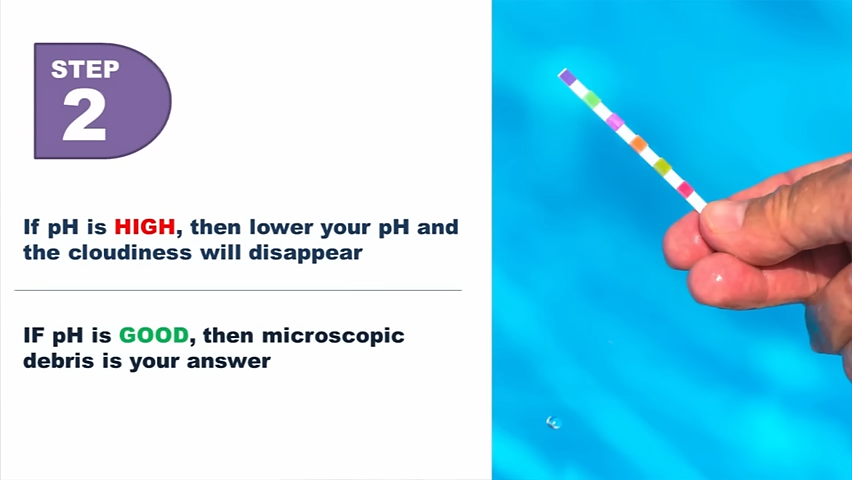 STEP
2
If pH is HIGH, then lower your pH and
the cloudiness will disappear
IF pH is GOOD, then microscopic
debris is your answer